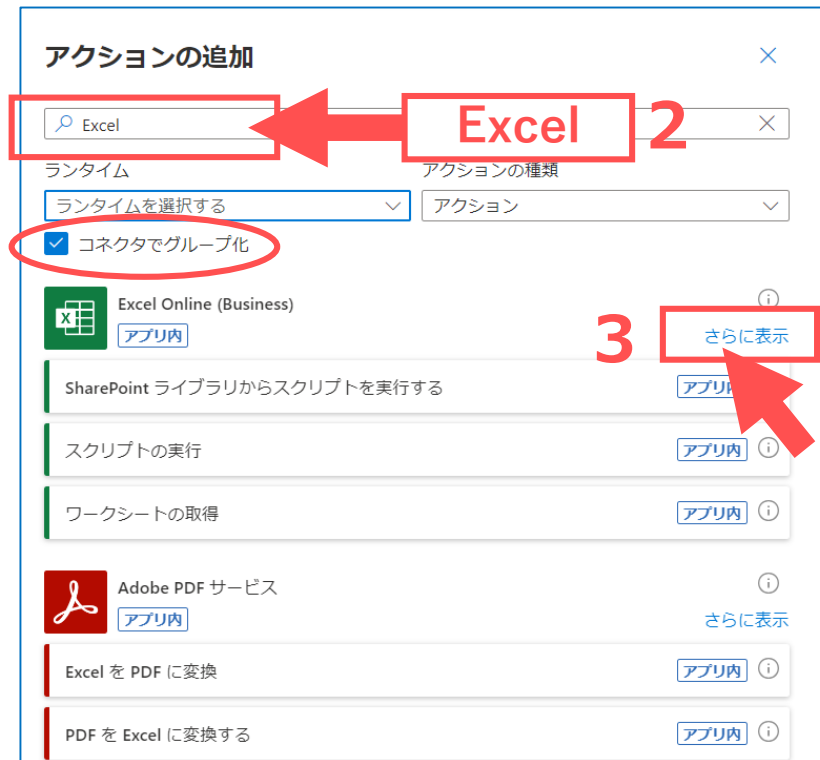 アクションの追加
Excel
Excel
2
ランタイム
アクションの種類
ランタイムを選択する
アクション
コネクタでグループ化
Excel Online (Business)
アプリ内
3
さらに表示
SharePoint ライブラリからスクリプトを実行する
アプリ内
スクリプトの実行
アプリ内
ワークシートの取得
アプリ内
Adobe PDF サービス
アプリ内
さらに表示
Excel を PDF に変換
アプリ内
PDF を Excel に変換する
アプリ内